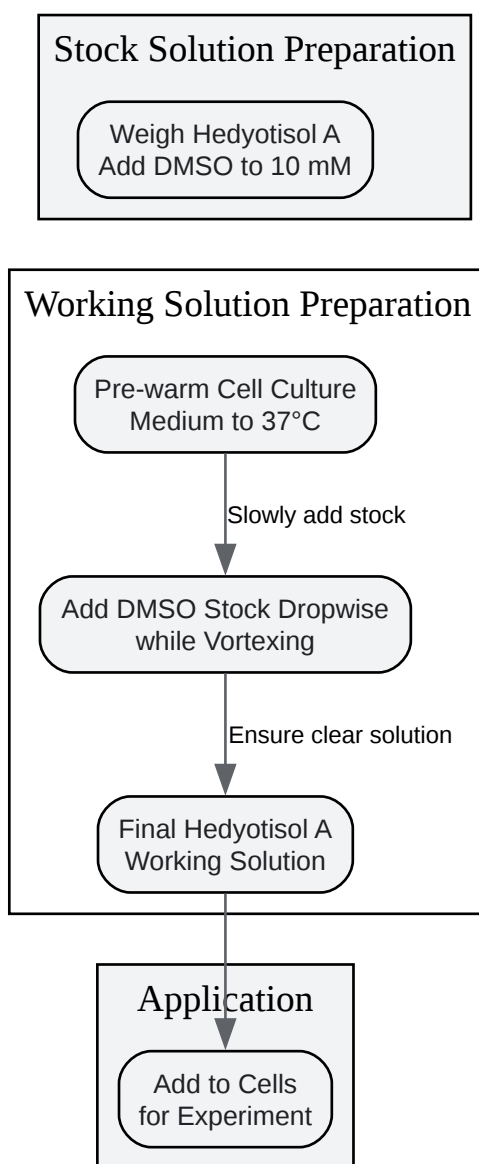 Stock Solution Preparation
Weigh Hedyotisol A
Add DMSO to 10 mM
Working Solution Preparation
Pre-warm Cell Culture
Medium to 37°C
Slowly add stock
Add DMSO Stock Dropwise
while Vortexing
Ensure clear solution
Final Hedyotisol A
Working Solution
Application
Add to Cells
for Experiment